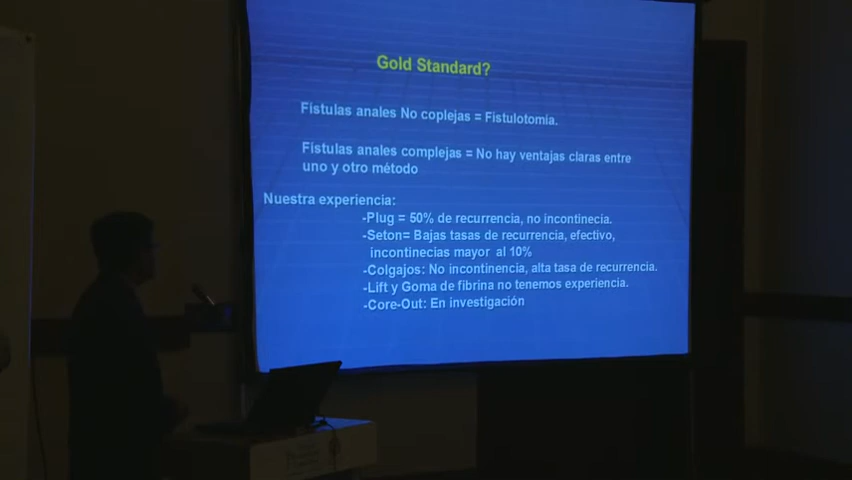 Gold Standard?
Fistulas anales No coplejas = Fistulotomia.
Fistulas anales complejas = No hay ventajas claras entre
uno y otro método
Nuestra experiencia:
-Plug = 50% de recurrencia, no incontinecia.
-Seton= Bajas tasas de recurrencia, efectivo,
incontinecias mayor al 10%
-Colgajos: No incontinencia, alta tasa de recurrencia.
-Lift y Goma de fibrina no tenemos experiencia.
-Core-Out: En investigación